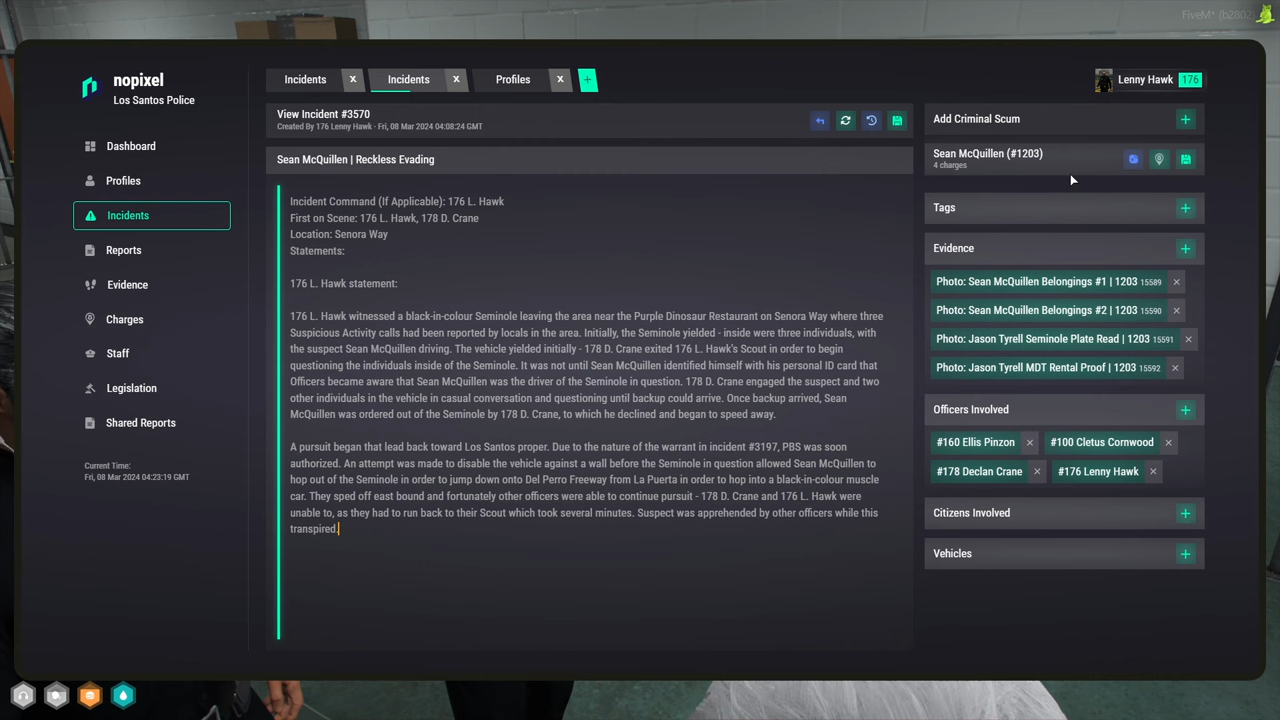 FiveM* (b2802)
nopixel
Los Santos Police
Incidents x
Incidents x
Profiles x
+
Lenny Hawk 176
Dashboard
Profiles
Incidents
Reports
Evidence
Charges
Staff
Legislation
Shared Reports
Current Time:
Fri, 08 Mar 2024 04:23:19 GMT
View Incident #3570
Created By 176 Lenny Hawk - Fri, 08 Mar 2024 04:08:24 GMT
Sean McQuillen | Reckless Evading
Incident Command (If Applicable): 176 L. Hawk
First on Scene: 176 L. Hawk, 178 D. Crane
Location: Senora Way
Statements:
176 L. Hawk statement:
176 L. Hawk witnessed a black-in-colour Seminole leaving the area near the Purple Dinosaur Restaurant on Senora Way where three
Suspicious Activity calls had been reported by locals in the area. Initially, the Seminole yielded - inside were three individuals, with
the suspect Sean McQuillen driving. The vehicle yielded initially - 178 D. Crane exited 176 L. Hawk's Scout in order to begin
questioning the individuals inside of the Seminole. It was not until Sean McQuillen identified himself with his personal ID card that
Officers became aware that Sean McQuillen was the driver of the Seminole in question. 178 D. Crane engaged the suspect and two
other individuals in the vehicle in casual conversation and questioning until backup could arrive. Once backup arrived, Sean
McQuillen was ordered out of the Seminole by 178 D. Crane, to which he declined and began to speed away.
A pursuit began that lead back toward Los Santos proper. Due to the nature of the warrant in incident #3197, PBS was soon
authorized. An attempt was made to disable the vehicle against a wall before the Seminole in question allowed Sean McQuillen to
hop out of the Seminole in order to jump down onto Del Perro Freeway from La Puerta in order to hop into a black-in-colour muscle
car. They sped off east bound and fortunately other officers were able to continue pursuit - 178 D. Crane and 176 L. Hawk were
unable to, as they had to run back to their Scout which took several minutes. Suspect was apprehended by other officers while this
transpired.
Add Criminal Scum +
Sean McQuillen (#1203)
4 charges
Tags +
Evidence +
Photo: Sean McQuillen Belongings #1 | 1203 15589 ×
Photo: Sean McQuillen Belongings #2 | 1203 15590 ×
Photo: Jason Tyrell Seminole Plate Read | 1203 15591 ×
Photo: Jason Tyrell MDT Rental Proof | 1203 15592 ×
Officers Involved +
#160 Ellis Pinzon × #100 Cletus Cornwood ×
#178 Declan Crane × #176 Lenny Hawk ×
Citizens Involved +
Vehicles +